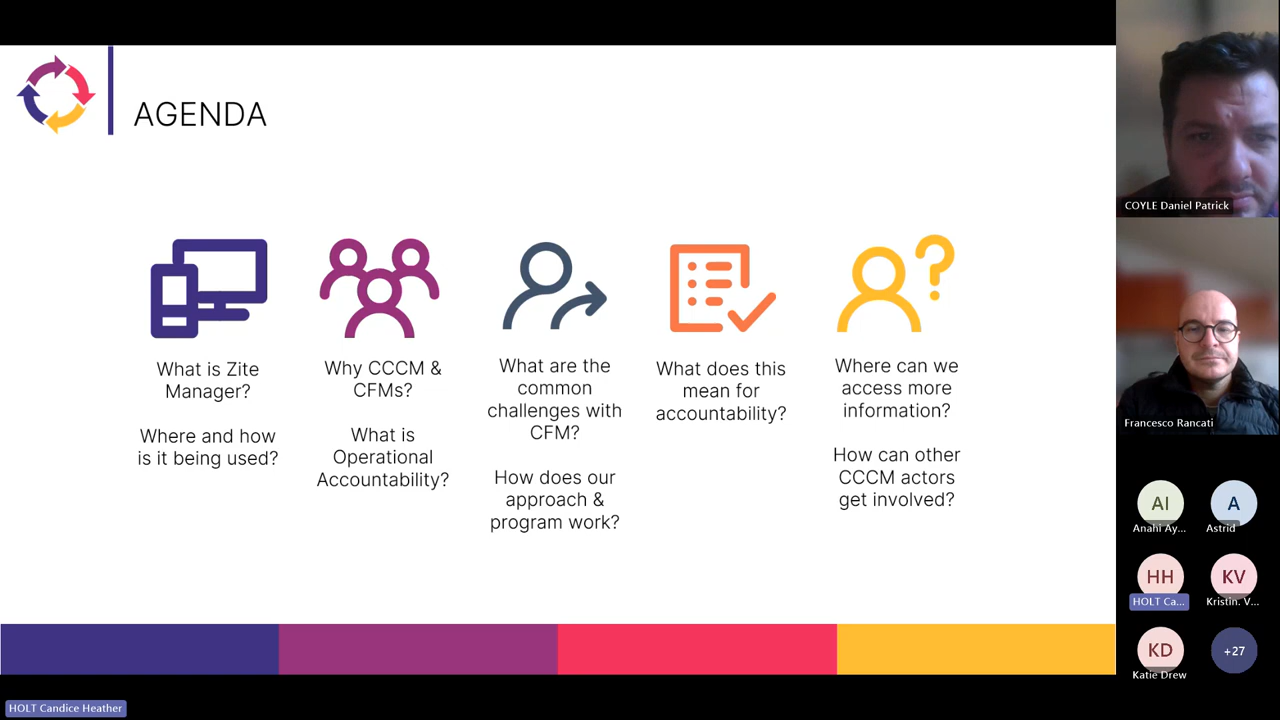 AGENDA
What is Zite
Manager?
Where and how
is it being used?
Why CCCM &
CFMs?
What is
Operational
Accountability?
What are the
common
challenges with
CFM?
How does our
approach &
program work?
What does this
mean for
accountability?
Where can we
access more
information?
How can other
CCCM actors
get involved?
COYLE Daniel Patrick
Francesco Rancati
AI
Anahi Ay...
A
Astrid
HH
HOLT Ca...
KV
Kristin. V...
KD
Katie Drew
+27
HOLT Candice Heather